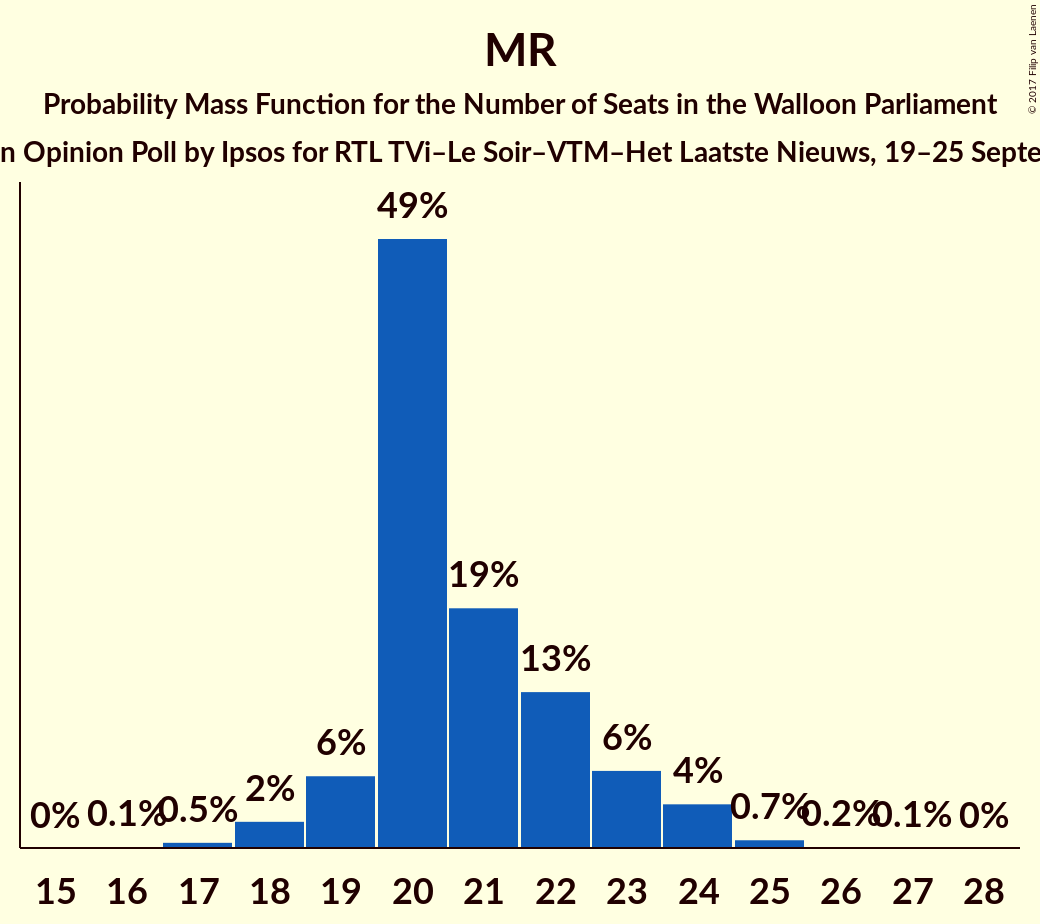 MR
Probability Mass Function for the Number of Seats in the Walloon Parliament
n Opinion Poll by Ipsos for RTL TVi–Le Soir–VTM–Het Laatste Nieuws, 19–25 Septe
© 2017 Filip van Laenen
49%
19%
13%
6%
6%
4%
2%
0% 0.1% 0.5% 0.7% 0.2% 0.1% 0%
15 16 17 18 19 20 21 22 23 24 25 26 27 28